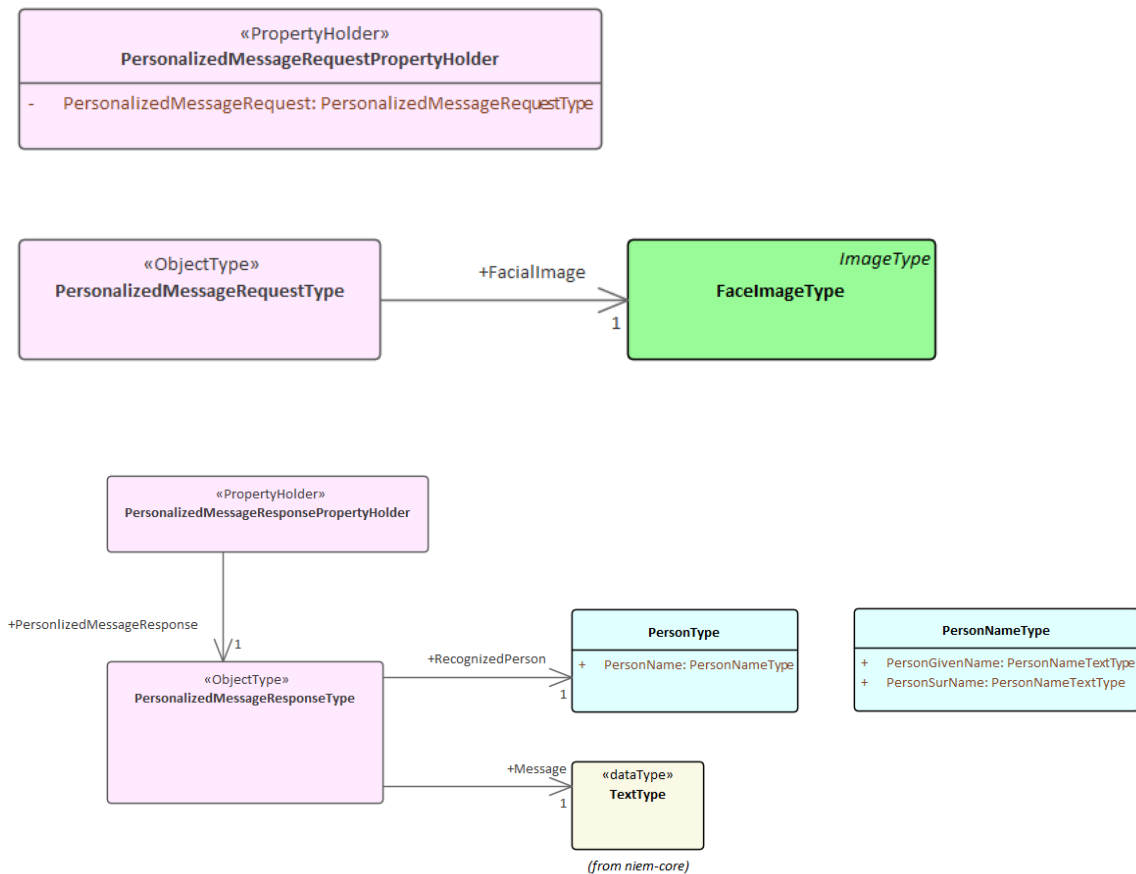 «PropertyHolder»
PersonalizedMessageRequestPropertyHolder
- PersonalizedMessageRequest: PersonalizedMessageRequestType
«ObjectType»
PersonalizedMessageRequestType
+FacialImage
1
ImageType
FaceImageType
«PropertyHolder»
PersonalizedMessageResponsePropertyHolder
+PersonlizedMessageResponse
1
«ObjectType»
PersonalizedMessageResponseType
+RecognizedPerson
1
PersonType
+ PersonName: PersonNameType
PersonNameType
+ PersonGivenName: PersonNameTextType
+ PersonSurName: PersonNameTextType
+Message
1
«dataType»
TextType
(from niem-core)